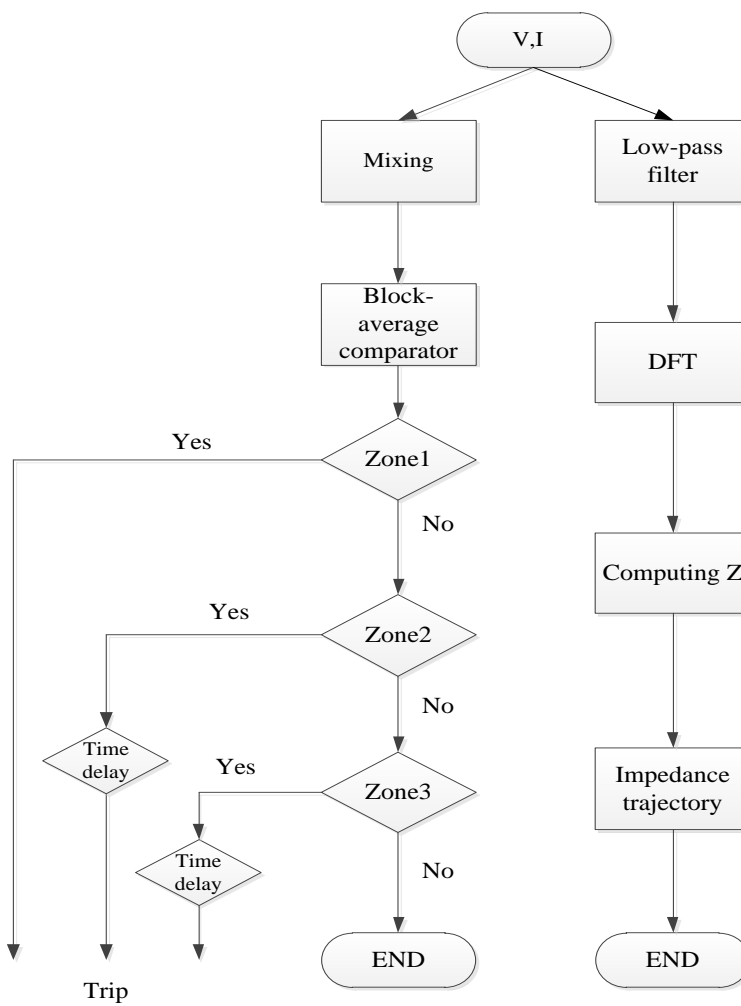 V,I
Mixing
Low-pass
filter
Block-
average
comparator
DFT
Yes
Zone1
No
Computing Z
Yes
Zone2
No
Time
delay
Yes
Zone3
Impedance
trajectory
Time
delay
No
END
END
Trip